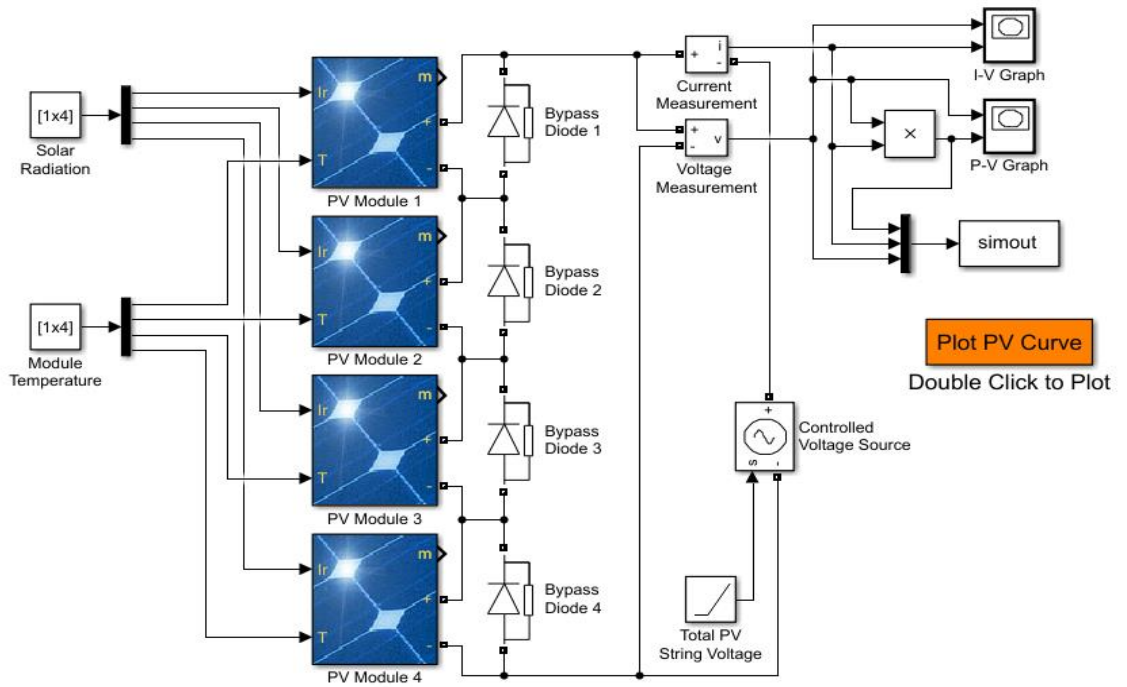 [1x4]
Solar
Radiation
[1x4]
Module
Temperature
Ir
m
+
T
-
PV Module 1
Ir
m
+
T
-
PV Module 2
Ir
m
+
T
-
PV Module 3
Ir
m
+
T
-
PV Module 4
Bypass
Diode 1
Bypass
Diode 2
Bypass
Diode 3
Bypass
Diode 4
+ i
-
Current
Measurement
+
- v
Voltage
Measurement
×
I-V Graph
P-V Graph
simout
Plot PV Curve
Double Click to Plot
+
s -
Controlled
Voltage Source
Total PV
String Voltage